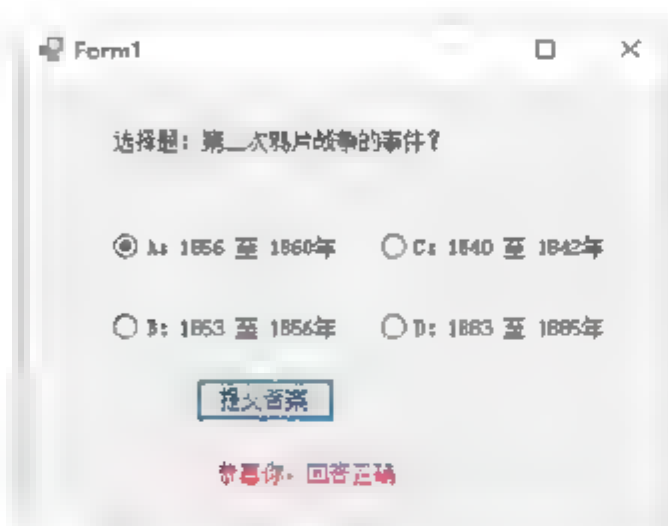 Form1
选择题：第二次鸦片战争的事件？
A：1856 至 1860年
C：1840 至 1842年
B：1853 至 1856年
D：1883 至 1885年
提交答案
恭喜你，回答正确